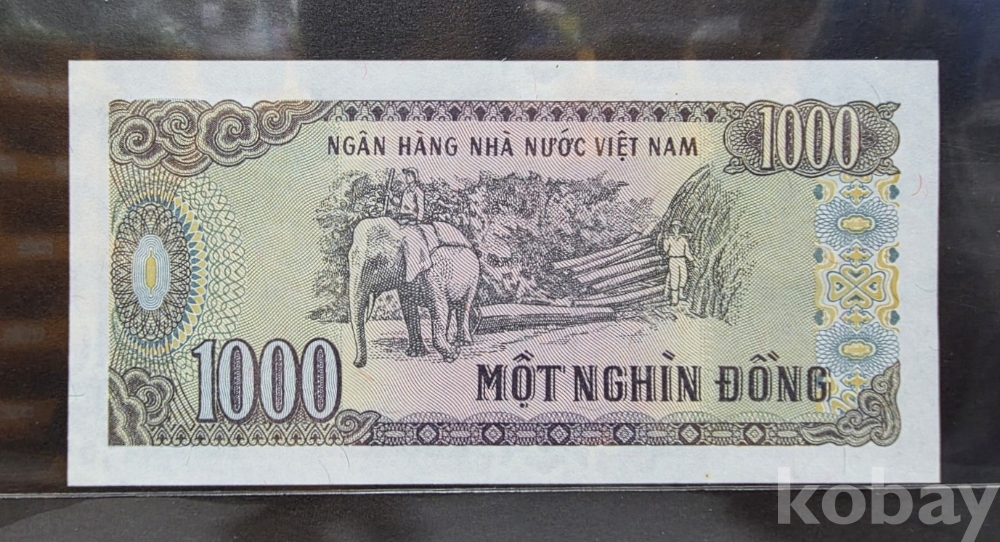 1000
NGÂN HÀNG NHÀ NƯỚC VIỆT NAM
1000
MỘT NGHÌN ĐỒNG
kobay